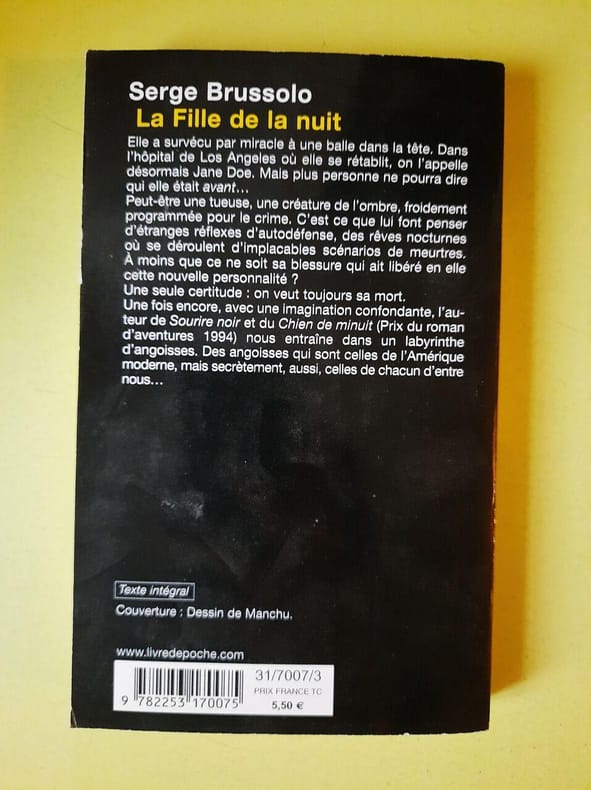 Serge Brussolo
La Fille de la nuit
Elle a survécu par miracle à une balle dans la tête. Dans
l'hôpital de Los Angeles où elle se rétablit, on l'appelle
désormais Jane Doe. Mais plus personne ne pourra dire
qui elle était avant…
Peut-être une tueuse, une créature de l'ombre, froidement
programmée pour le crime. C'est ce que lui font penser
d'étranges réflexes d'autodéfense, des rêves nocturnes
où se déroulent d'implacables scénarios de meurtres.
À moins que ce ne soit sa blessure qui ait libéré en elle
cette nouvelle personnalité ?
Une seule certitude : on veut toujours sa mort.
Une fois encore, avec une imagination confondante, l'au-
teur de Sourire noir et du Chien de minuit (Prix du roman
d'aventures 1994) nous entraîne dans un labyrinthe
d'angoisses. Des angoisses qui sont celles de l'Amérique
moderne, mais secrètement, aussi, celles de chacun d'entre
nous…
Texte intégral
Couverture : Dessin de Manchu.
www.livredepoche.com
31/7007/3
PRIX FRANCE TC
5,50 €
9 782253 170075